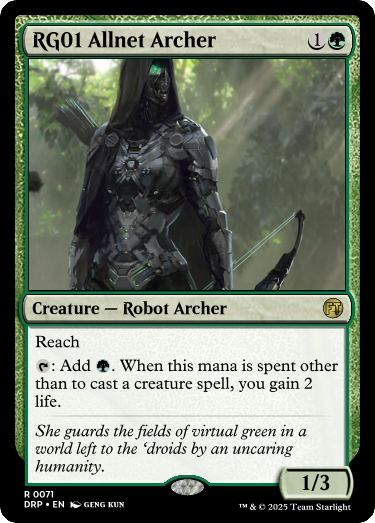 RG01 Allnet Archer 1
Creature — Robot Archer FT
Reach
: Add . When this mana is spent other
than to cast a creature spell, you gain 2
life.
She guards the fields of virtual green in a
world left to the ‘droids by an uncaring
humanity.
1/3
R 0071
DRP • EN GENG KUN
™ & © 2025 Team Starlight